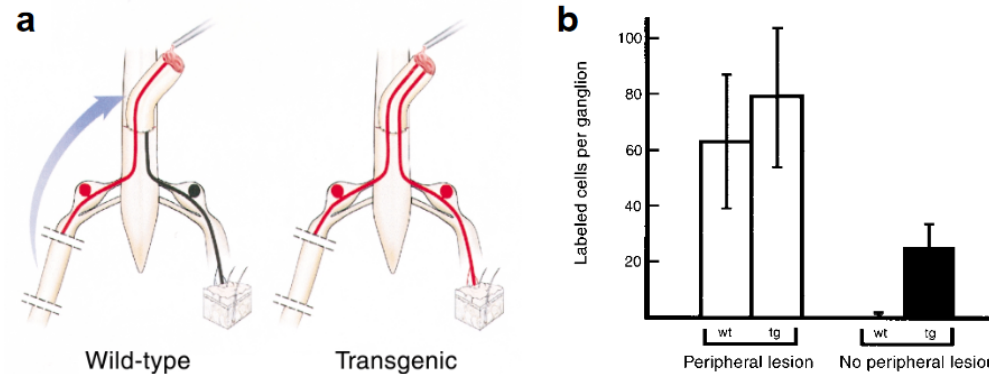 a
Wild-type
Transgenic
b
Labeled cells per ganglion
100
80
60
40
20
wt tg wt tg
Peripheral lesion No peripheral lesion